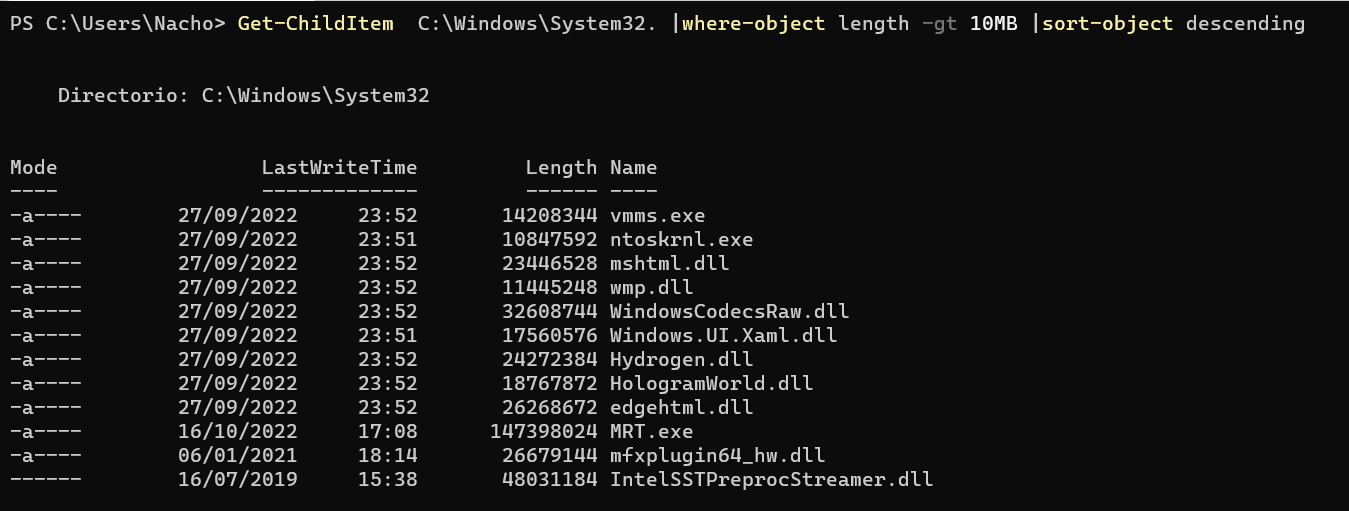 PS C:\Users\Nacho> Get-ChildItem  C:\Windows\System32. |where-object length -gt 10MB |sort-object descending
Directorio: C:\Windows\System32
Mode                 LastWriteTime         Length Name
----                 -------------         ------ ----
-a----        27/09/2022     23:52       14208344 vmms.exe
-a----        27/09/2022     23:51       10847592 ntoskrnl.exe
-a----        27/09/2022     23:52       23446528 mshtml.dll
-a----        27/09/2022     23:52       11445248 wmp.dll
-a----        27/09/2022     23:52       32608744 WindowsCodecsRaw.dll
-a----        27/09/2022     23:51       17560576 Windows.UI.Xaml.dll
-a----        27/09/2022     23:52       24272384 Hydrogen.dll
-a----        27/09/2022     23:52       18767872 HologramWorld.dll
-a----        27/09/2022     23:52       26268672 edgehtml.dll
-a----        16/10/2022     17:08      147398024 MRT.exe
-a----        06/01/2021     18:14       26679144 mfxplugin64_hw.dll
------        16/07/2019     15:38       48031184 IntelSSTPreprocStreamer.dll